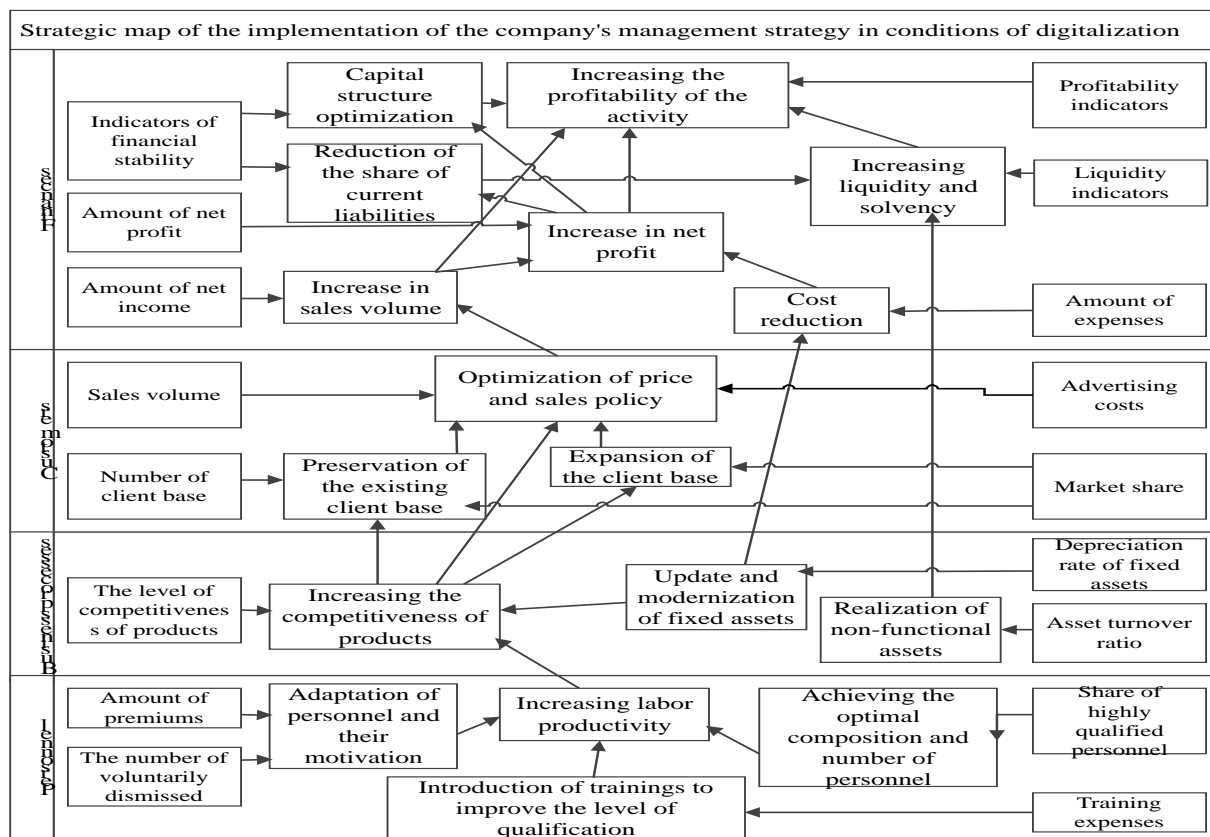 Strategic map of the implementation of the company's management strategy in conditions of digitalization
Finances
Indicators of
financial
stability
Capital
structure
optimization
Increasing the
profitability of the
activity
Profitability
indicators
Reduction of
the share of
current
liabilities
Increasing
liquidity and
solvency
Liquidity
indicators
Amount of net
profit
Increase in net
profit
Amount of net
income
Increase in
sales volume
Cost
reduction
Amount of
expenses
Customers
Sales volume
Optimization of price
and sales policy
Advertising
costs
Number of
client base
Preservation of
the existing
client base
Expansion of
the client base
Market share
Business processes
The level of
competitivenes
s of products
Increasing the
competitiveness of
products
Update and
modernization
of fixed assets
Realization of
non-functional
assets
Depreciation
rate of fixed
assets
Asset turnover
ratio
Personnel
Amount of
premiums
Adaptation of
personnel and
their
motivation
Increasing labor
productivity
Achieving the
optimal
composition and
number of
personnel
Share of
highly
qualified
personnel
The number of
voluntarily
dismissed
Introduction of trainings to
improve the level of
qualification
Training
expenses